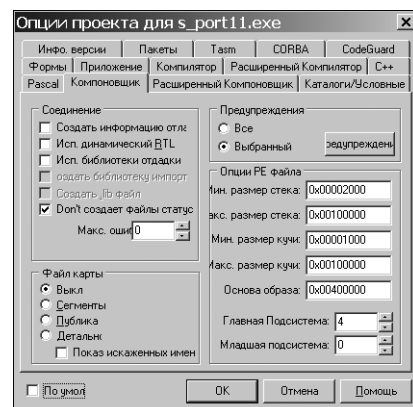 Опции проекта для s_port11.exe
Инфо. версии Пакеты Tasm CORBA CodeGuard
Формы Приложение Компилятор Расширенный Компилятор C++
Pascal Компоновщик Расширенный Компоновщик Каталоги/Условные
Соединение
Создать информацию отла
Исп. динамический RTL
Исп. библиотеки отдадки
оздать библиотеку импорт
Создать .lib файл
Don't создает файлы статус
Макс. оши 0
Файл карты
Выкл
Сегменты
Публика
Детальн
Показ искаженных имен
Предупреждения
Все
Выбранный редупреждени
Опции PE файла
Мин. размер стека: 0x00002000
акс. размер стека: 0x00100000
Мин. размер кучи: 0x00001000
Макс. размер кучи: 0x00100000
Основа образа: 0x00400000
Главная Подсистема: 4
Младшая подсистема: 0
По умол OK Отмена Помощь